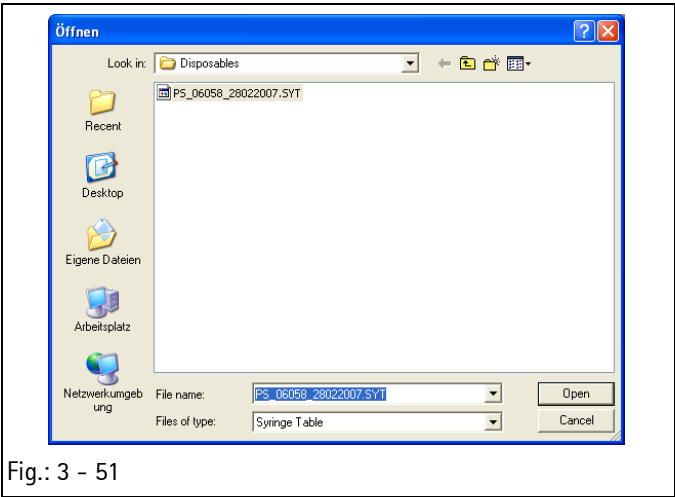 Öffnen
Look in:
Disposables
PS_06058_28022007.SYT
Recent
Desktop
Eigene Dateien
Arbeitsplatz
Netzwerkumgeb
ung
File name:
PS_06058_28022007.SYT
Open
Files of type:
Syringe Table
Cancel
Fig.: 3 – 51